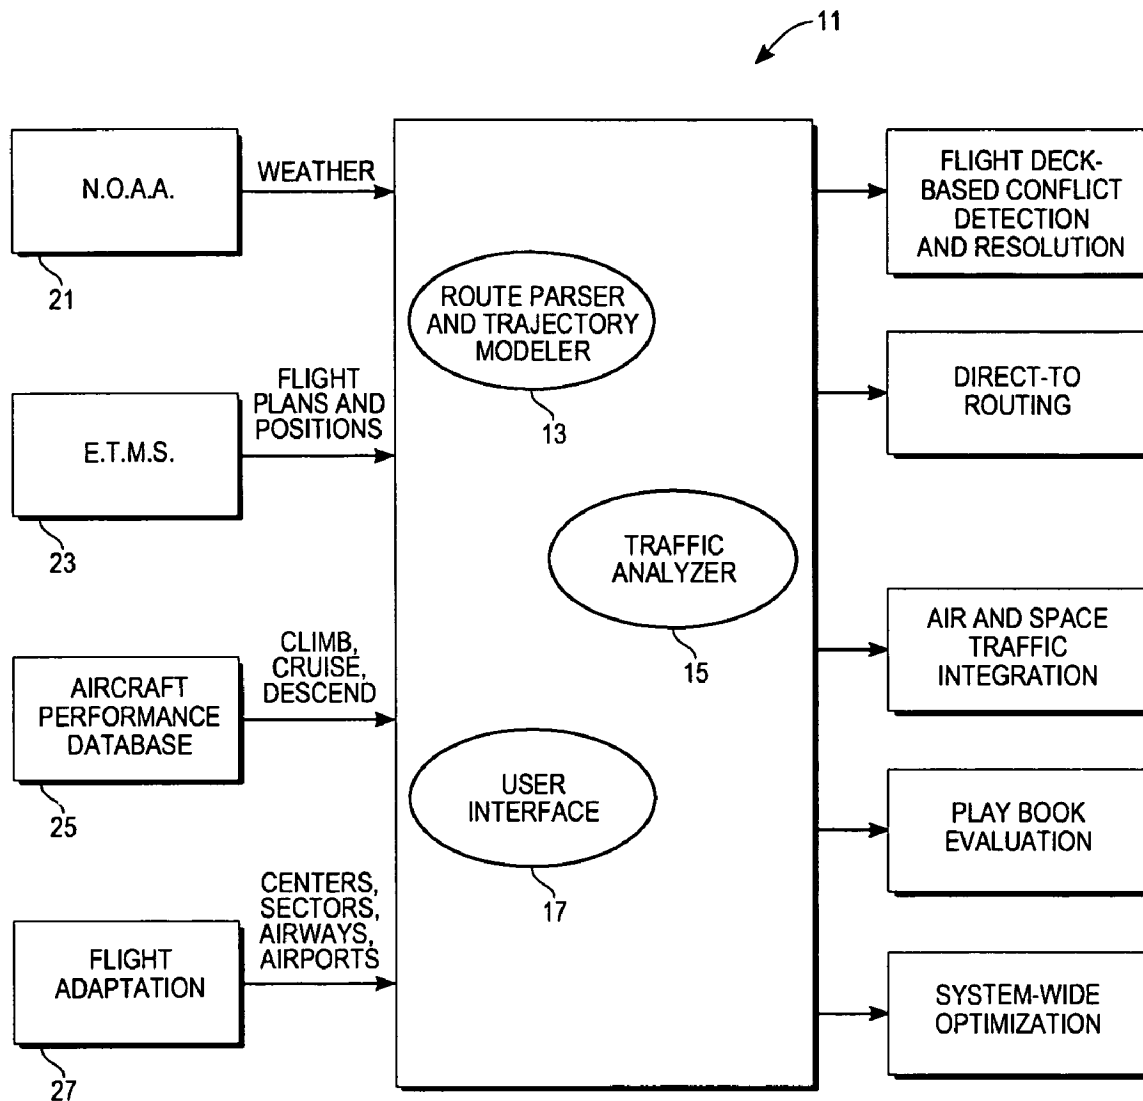 11
N.O.A.A.
21
WEATHER
E.T.M.S.
23
FLIGHT
PLANS AND
POSITIONS
AIRCRAFT
PERFORMANCE
DATABASE
25
CLIMB,
CRUISE,
DESCEND
FLIGHT
ADAPTATION
27
CENTERS,
SECTORS,
AIRWAYS,
AIRPORTS
ROUTE PARSER
AND TRAJECTORY
MODELER
13
TRAFFIC
ANALYZER
15
USER
INTERFACE
17
FLIGHT DECK-
BASED CONFLICT
DETECTION
AND RESOLUTION
DIRECT-TO
ROUTING
AIR AND SPACE
TRAFFIC
INTEGRATION
PLAY BOOK
EVALUATION
SYSTEM-WIDE
OPTIMIZATION